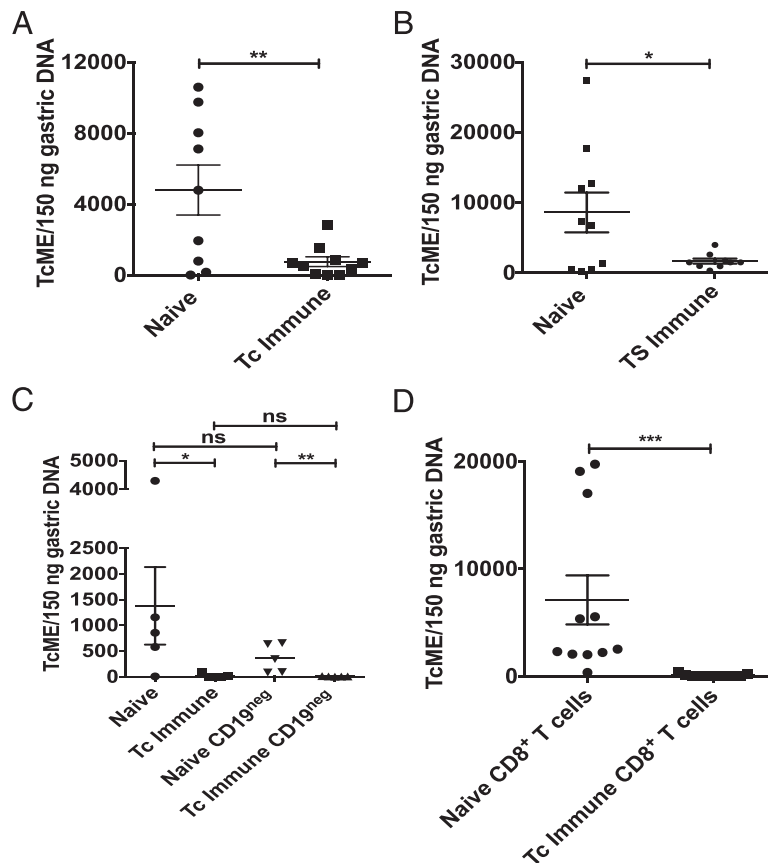 A
TcME/150 ng gastric DNA
12000
8000
4000
0
**
Naive
Tc Immune
B
TcME/150 ng gastric DNA
30000
20000
10000
0
*
Naive
TS Immune
C
TcME/150 ng gastric DNA
5000
4000
2500
2000
1500
1000
500
0
ns
ns
*
**
Naive
Tc Immune
Naive CD19neg
Tc Immune CD19neg
D
TcME/150 ng gastric DNA
20000
10000
0
***
Naive CD8+ T cells
Tc Immune CD8+ T cells